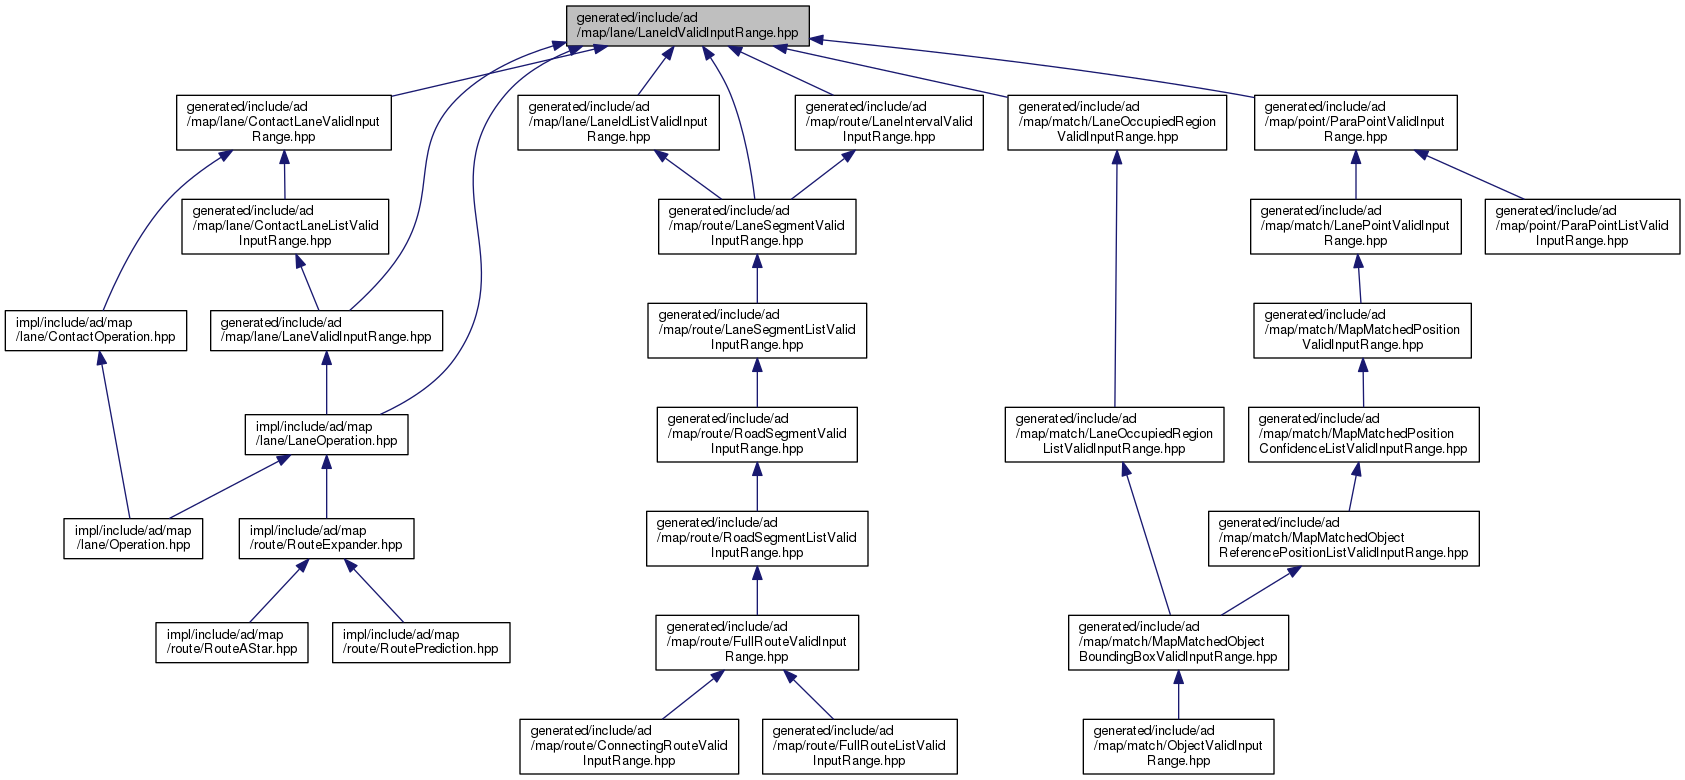 generated/include/ad
/map/lane/LaneIdValidInputRange.hpp
generated/include/ad
/map/lane/ContactLaneValidInput
Range.hpp
generated/include/ad
/map/lane/LaneIdListValidInput
Range.hpp
generated/include/ad
/map/route/LaneIntervalValid
InputRange.hpp
generated/include/ad
/map/match/LaneOccupiedRegion
ValidInputRange.hpp
generated/include/ad
/map/point/ParaPointValidInput
Range.hpp
generated/include/ad
/map/lane/ContactLaneListValid
InputRange.hpp
generated/include/ad
/map/route/LaneSegmentValid
InputRange.hpp
generated/include/ad
/map/match/LanePointValidInput
Range.hpp
generated/include/ad
/map/point/ParaPointListValid
InputRange.hpp
impl/include/ad/map
/lane/ContactOperation.hpp
generated/include/ad
/map/lane/LaneValidInputRange.hpp
generated/include/ad
/map/route/LaneSegmentListValid
InputRange.hpp
generated/include/ad
/map/match/MapMatchedPosition
ValidInputRange.hpp
impl/include/ad/map
/lane/LaneOperation.hpp
generated/include/ad
/map/route/RoadSegmentValid
InputRange.hpp
generated/include/ad
/map/match/LaneOccupiedRegion
ListValidInputRange.hpp
generated/include/ad
/map/match/MapMatchedPosition
ConfidenceListValidInputRange.hpp
impl/include/ad/map
/lane/Operation.hpp
impl/include/ad/map
/route/RouteExpander.hpp
generated/include/ad
/map/route/RoadSegmentListValid
InputRange.hpp
generated/include/ad
/map/match/MapMatchedObject
ReferencePositionListValidInputRange.hpp
impl/include/ad/map
/route/RouteAStar.hpp
impl/include/ad/map
/route/RoutePrediction.hpp
generated/include/ad
/map/route/FullRouteValidInput
Range.hpp
generated/include/ad
/map/match/MapMatchedObject
BoundingBoxValidInputRange.hpp
generated/include/ad
/map/route/ConnectingRouteValid
InputRange.hpp
generated/include/ad
/map/route/FullRouteListValid
InputRange.hpp
generated/include/ad
/map/match/ObjectValidInput
Range.hpp